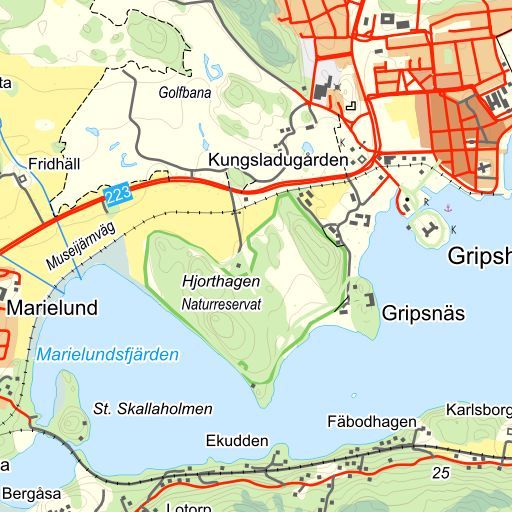 ta
Golfbana
K
Kungsladugården
K
Fridhäll
223
R
K
Museijärnväg
Gripsh
Hjorthagen
Naturreservat
Marielund
Gripsnäs
Marielundsfjärden
St. Skallaholmen
Karlsborg
Fäbodhagen
Ekudden
a
25
Bergåsa
Lotorp